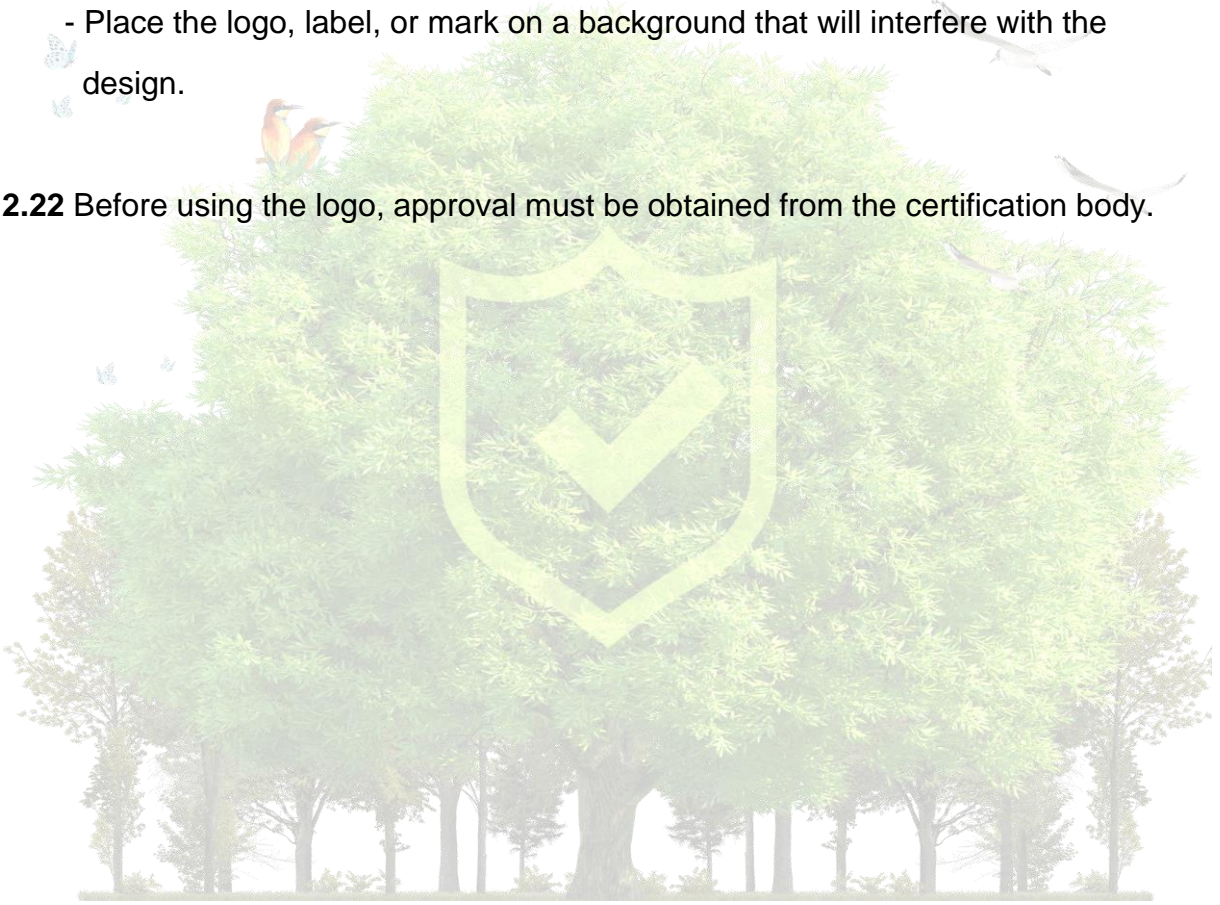 - Place the logo, label, or mark on a background that will interfere with the
design.
2.22 Before using the logo, approval must be obtained from the certification body.